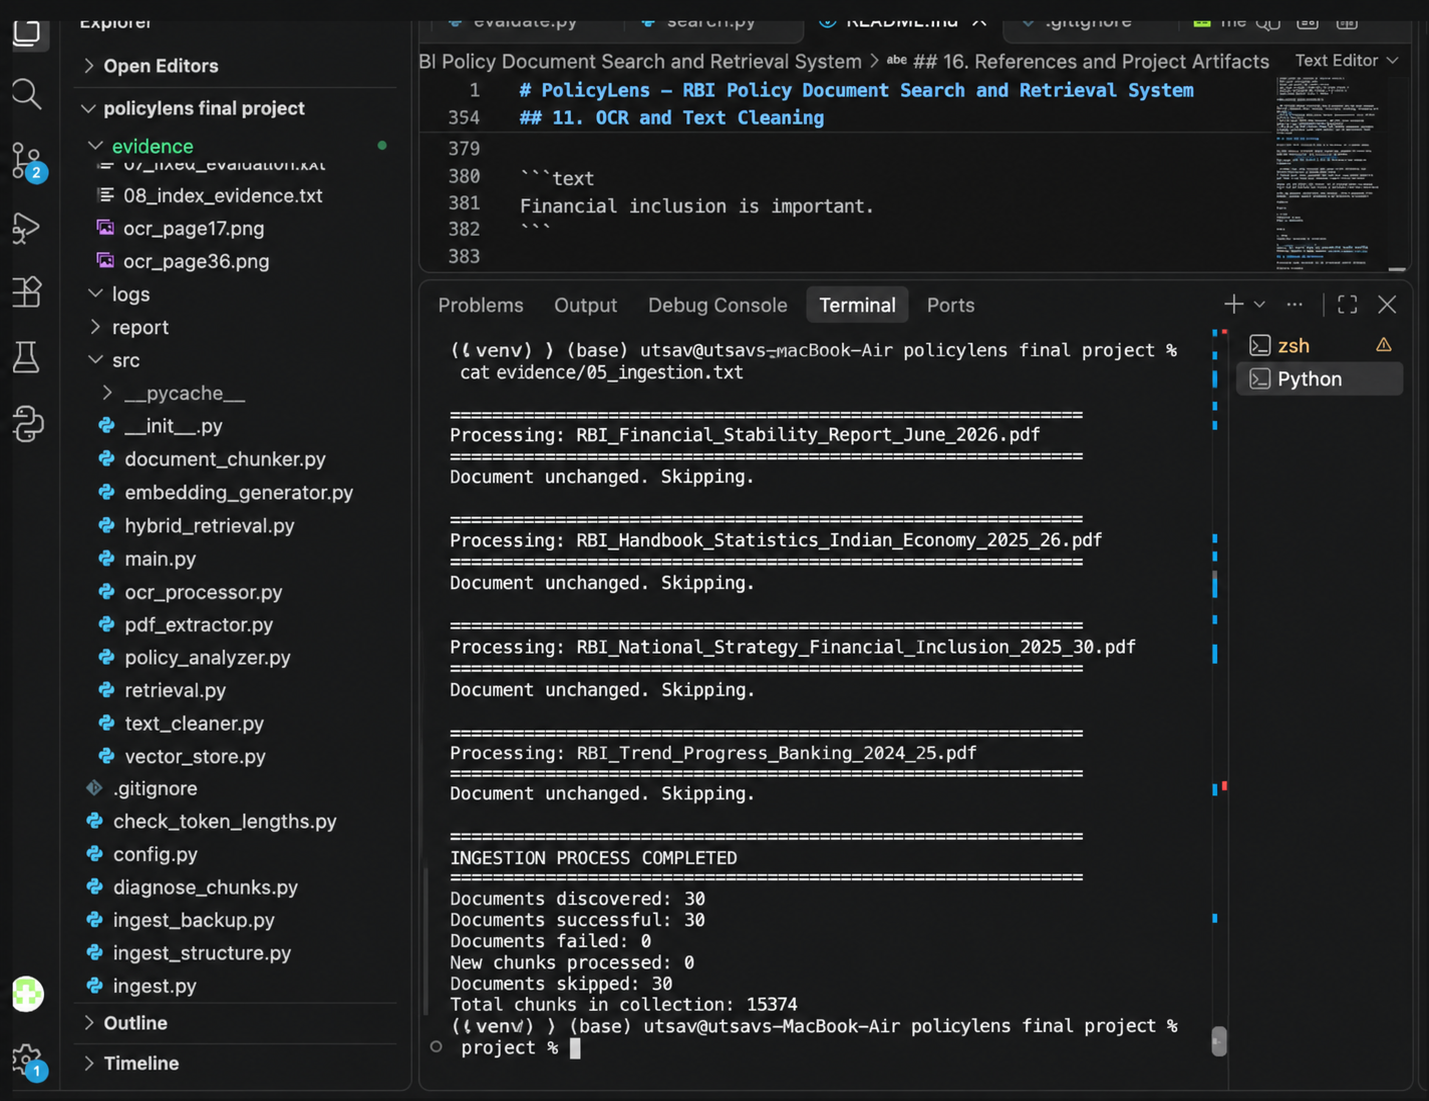 Explorer
Open Editors
policylens final project
evidence
08_index_evidence.txt
ocr_page17.png
ocr_page36.png
logs
report
src
__pycache__
__init__.py
document_chunker.py
embedding_generator.py
hybrid_retrieval.py
main.py
ocr_processor.py
pdf_extractor.py
policy_analyzer.py
retrieval.py
text_cleaner.py
vector_store.py
.gitignore
check_token_lengths.py
config.py
diagnose_chunks.py
ingest_backup.py
ingest_structure.py
ingest.py
Outline
Timeline
2
1
evaluate.py search.py README.md .gitignore me
BI Policy Document Search and Retrieval System > abc ## 16. References and Project Artifacts Text Editor
1 # PolicyLens – RBI Policy Document Search and Retrieval System
354 ## 11. OCR and Text Cleaning
379
380 ```text
381 Financial inclusion is important.
382 ```
383
Problems Output Debug Console Terminal Ports
zsh
Python
((venv) ) (base) utsav@utsavs-macBook-Air policylens final project %
cat evidence/05_ingestion.txt
============================================================
Processing: RBI_Financial_Stability_Report_June_2026.pdf
============================================================
Document unchanged. Skipping.
============================================================
Processing: RBI_Handbook_Statistics_Indian_Economy_2025_26.pdf
============================================================
Document unchanged. Skipping.
============================================================
Processing: RBI_National_Strategy_Financial_Inclusion_2025_30.pdf
============================================================
Document unchanged. Skipping.
============================================================
Processing: RBI_Trend_Progress_Banking_2024_25.pdf
============================================================
Document unchanged. Skipping.
============================================================
INGESTION PROCESS COMPLETED
============================================================
Documents discovered: 30
Documents successful: 30
Documents failed: 0
New chunks processed: 0
Documents skipped: 30
Total chunks in collection: 15374
((venv) ) (base) utsav@utsavs-MacBook-Air policylens final project %
project %